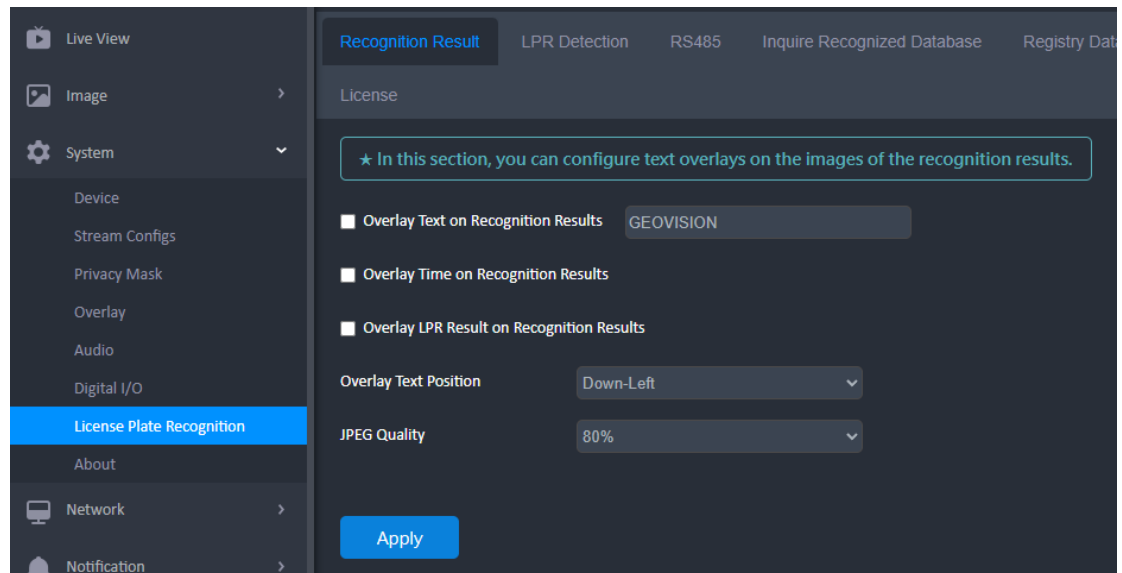 Live View
Image
System
Device
Stream Configs
Privacy Mask
Overlay
Audio
Digital I/O
License Plate Recognition
About
Network
Notification
Recognition Result LPR Detection RS485 Inquire Recognized Database Registry Dat
License
★ In this section, you can configure text overlays on the images of the recognition results.
Overlay Text on Recognition Results GEOVISION
Overlay Time on Recognition Results
Overlay LPR Result on Recognition Results
Overlay Text Position Down-Left
JPEG Quality 80%
Apply